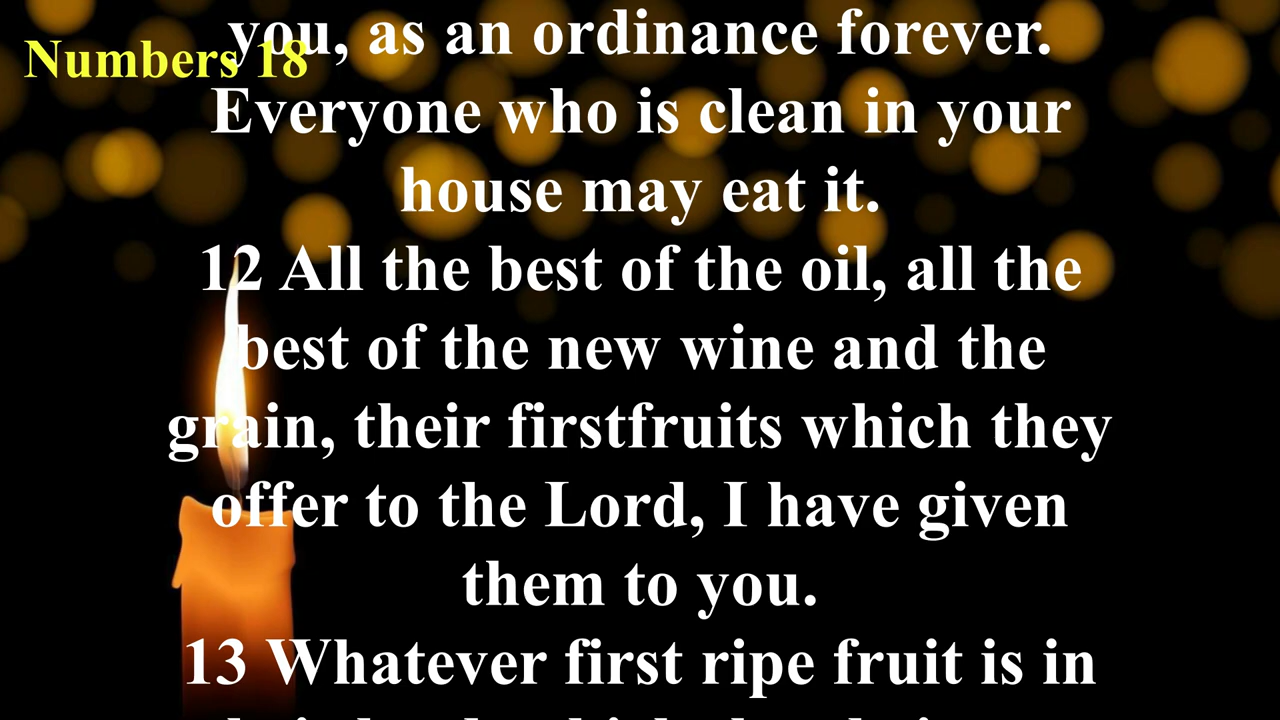 you, as an ordinance forever.
Numbers 18
Everyone who is clean in your
house may eat it.
12 All the best of the oil, all the
best of the new wine and the
grain, their firstfruits which they
offer to the Lord, I have given
them to you.
13 Whatever first ripe fruit is in